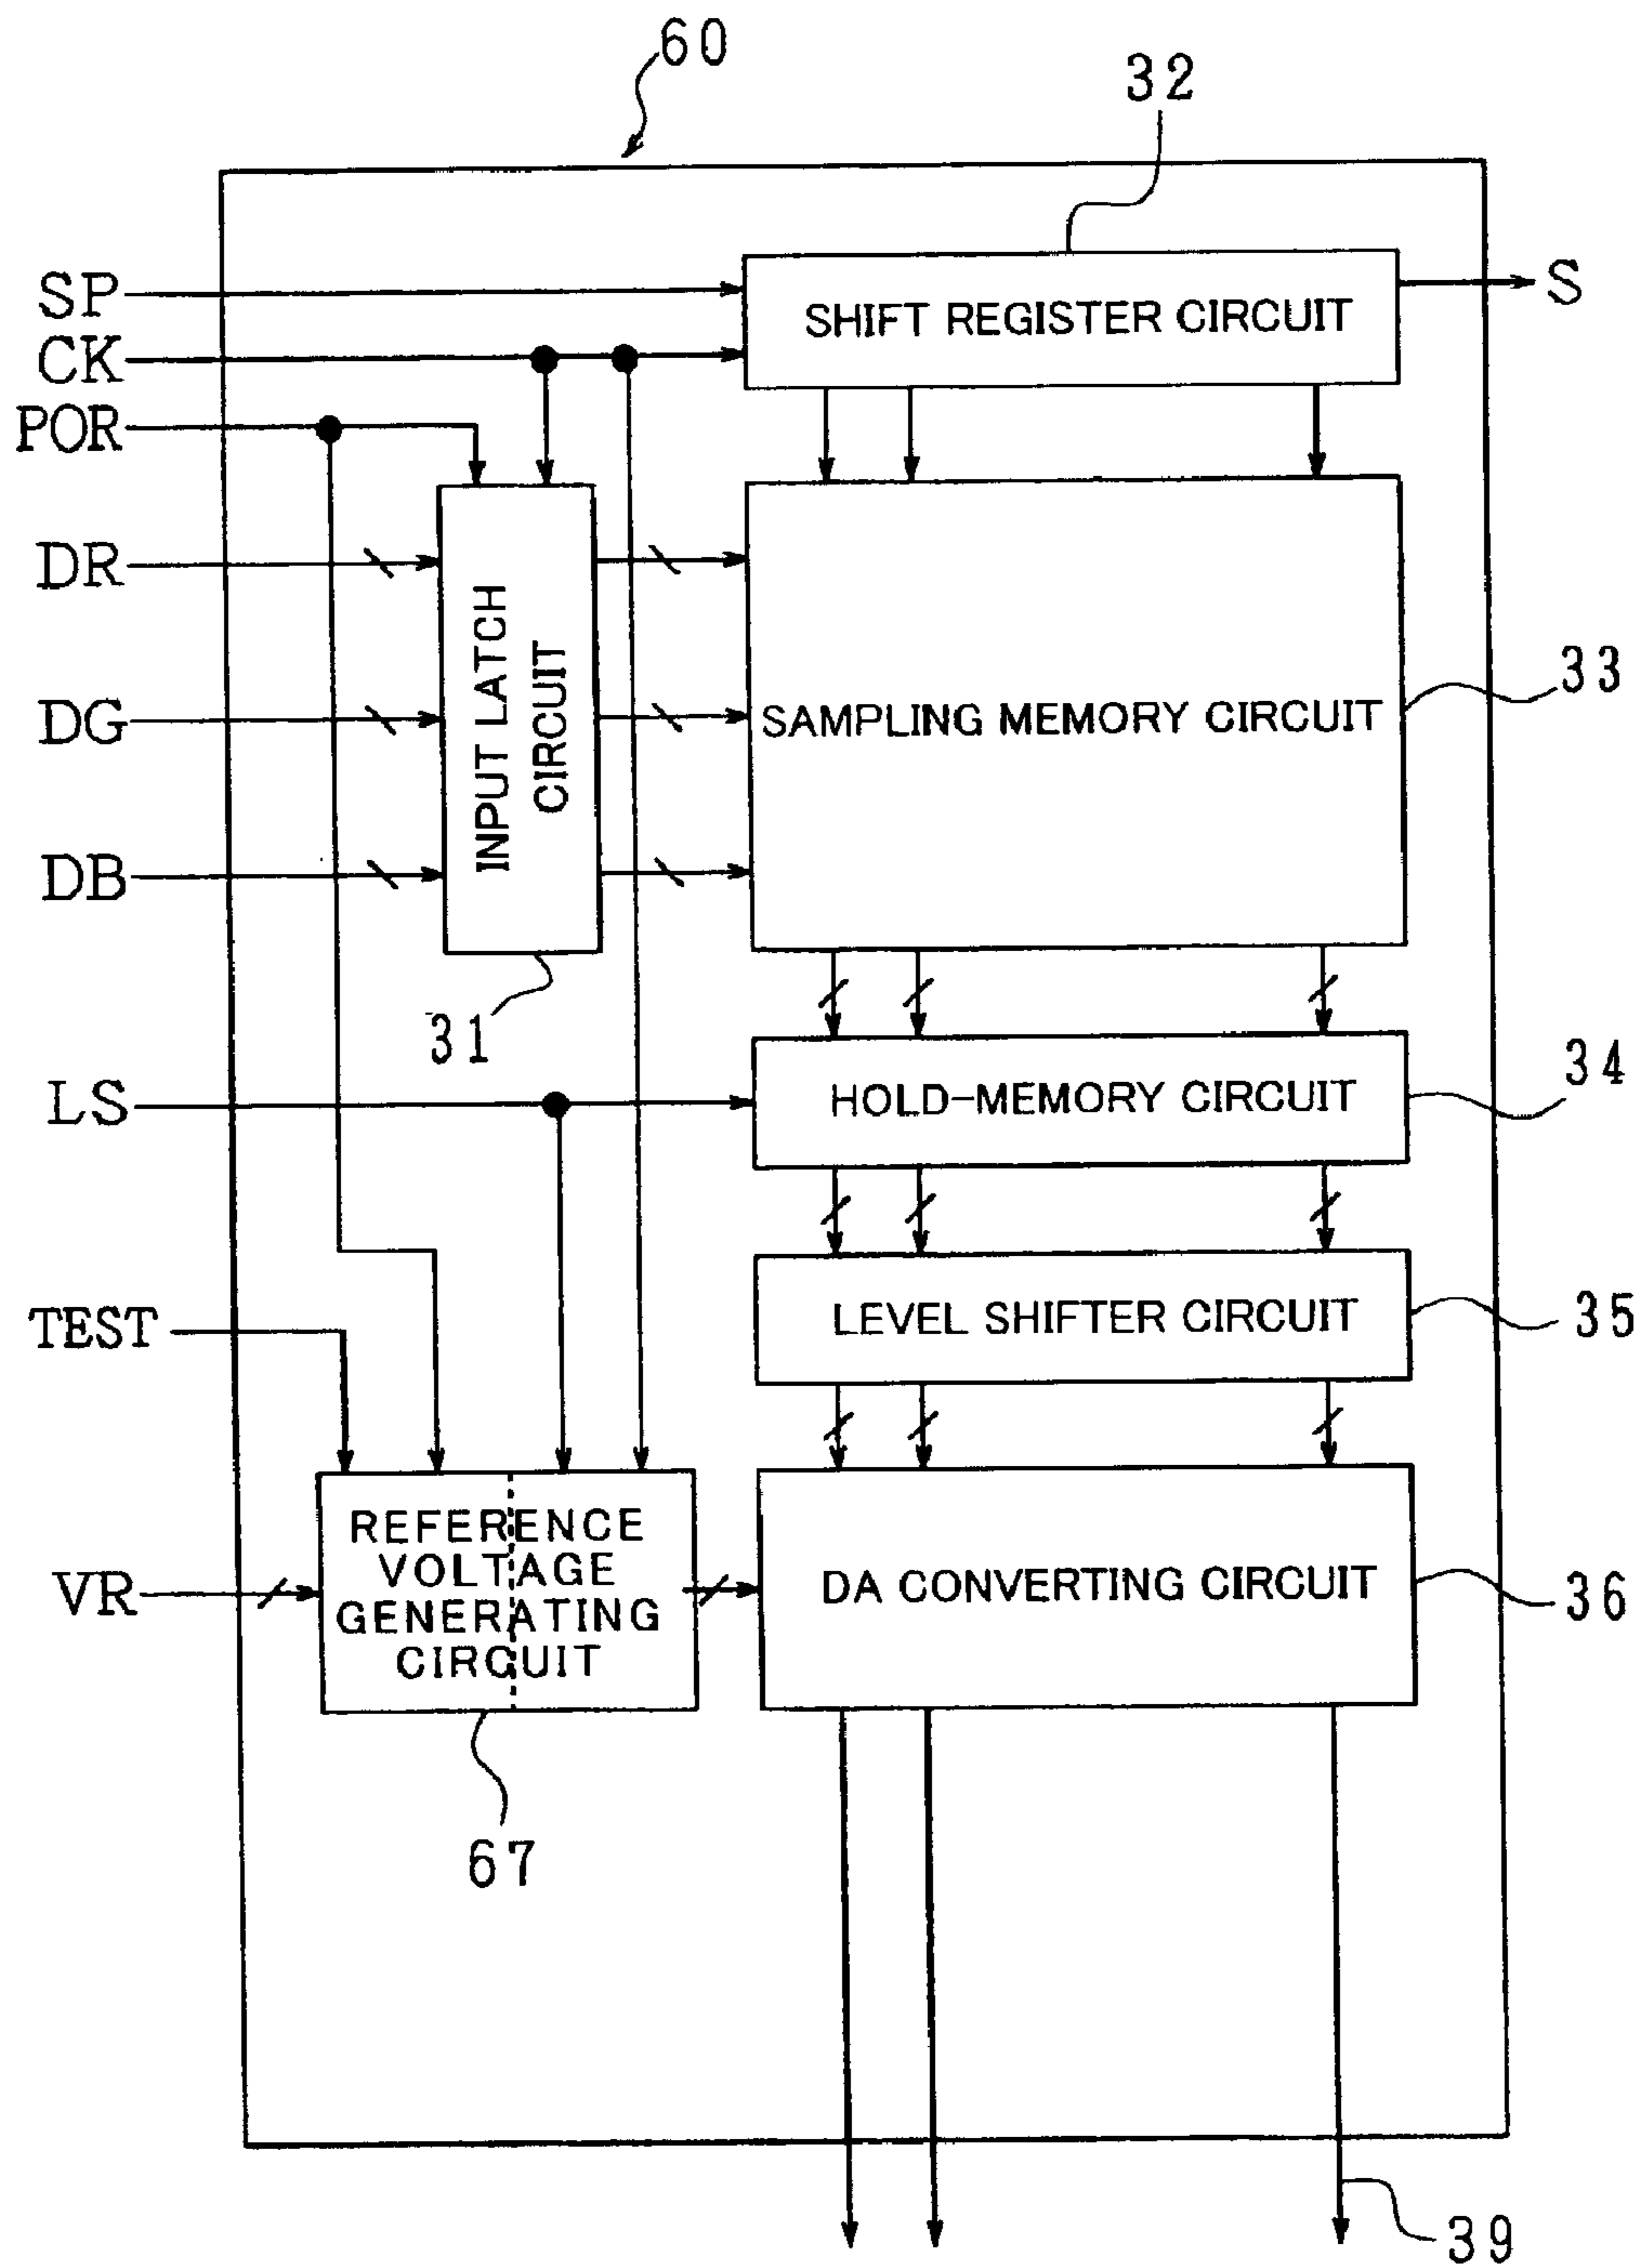 60
32
SP
S
SHIFT REGISTER CIRCUIT
CK
POR
DR
INPUT LATCH
CIRCUIT
33
DG
SAMPLING MEMORY CIRCUIT
DB
31
34
LS
HOLD-MEMORY CIRCUIT
TEST
LEVEL SHIFTER CIRCUIT
35
REFERENCE
VOLTAGE
GENERATING
CIRCUIT
VR
DA CONVERTING CIRCUIT
36
67
39